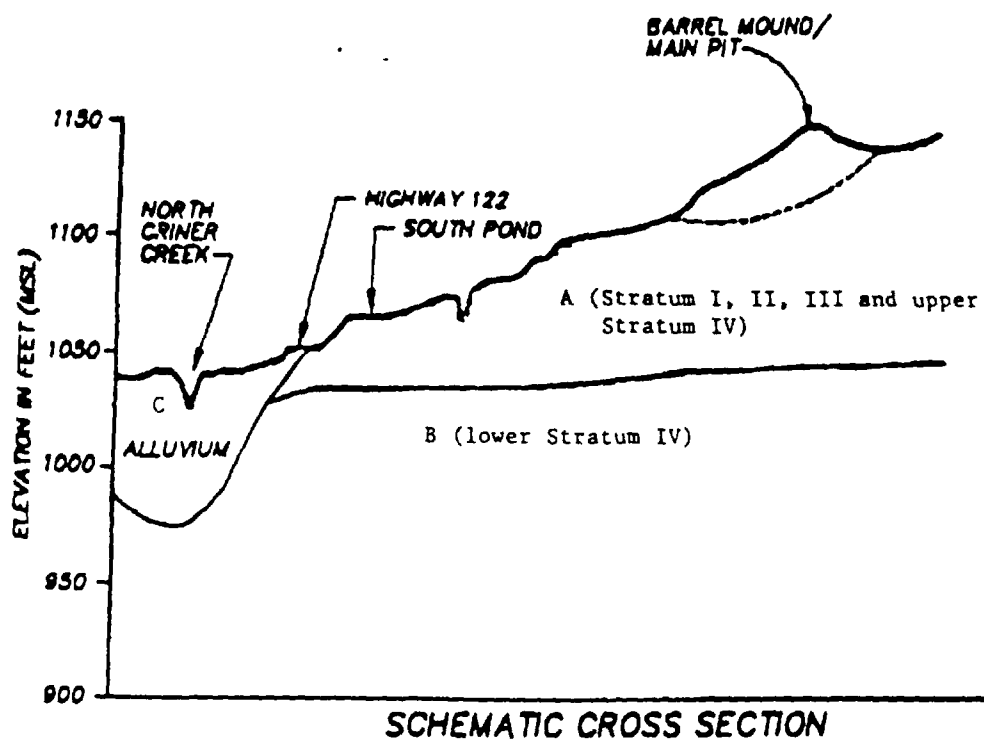 BARREL MOUND/
MAIN PIT
1150
NORTH
CRINER
CREEK
HIGHWAY 122
SOUTH POND
1100
A (Stratum I, II, III and upper
Stratum IV)
1050
C
B (lower Stratum IV)
ALLUVIUM
1000
950
900
ELEVATION IN FEET (MSL)
SCHEMATIC CROSS SECTION